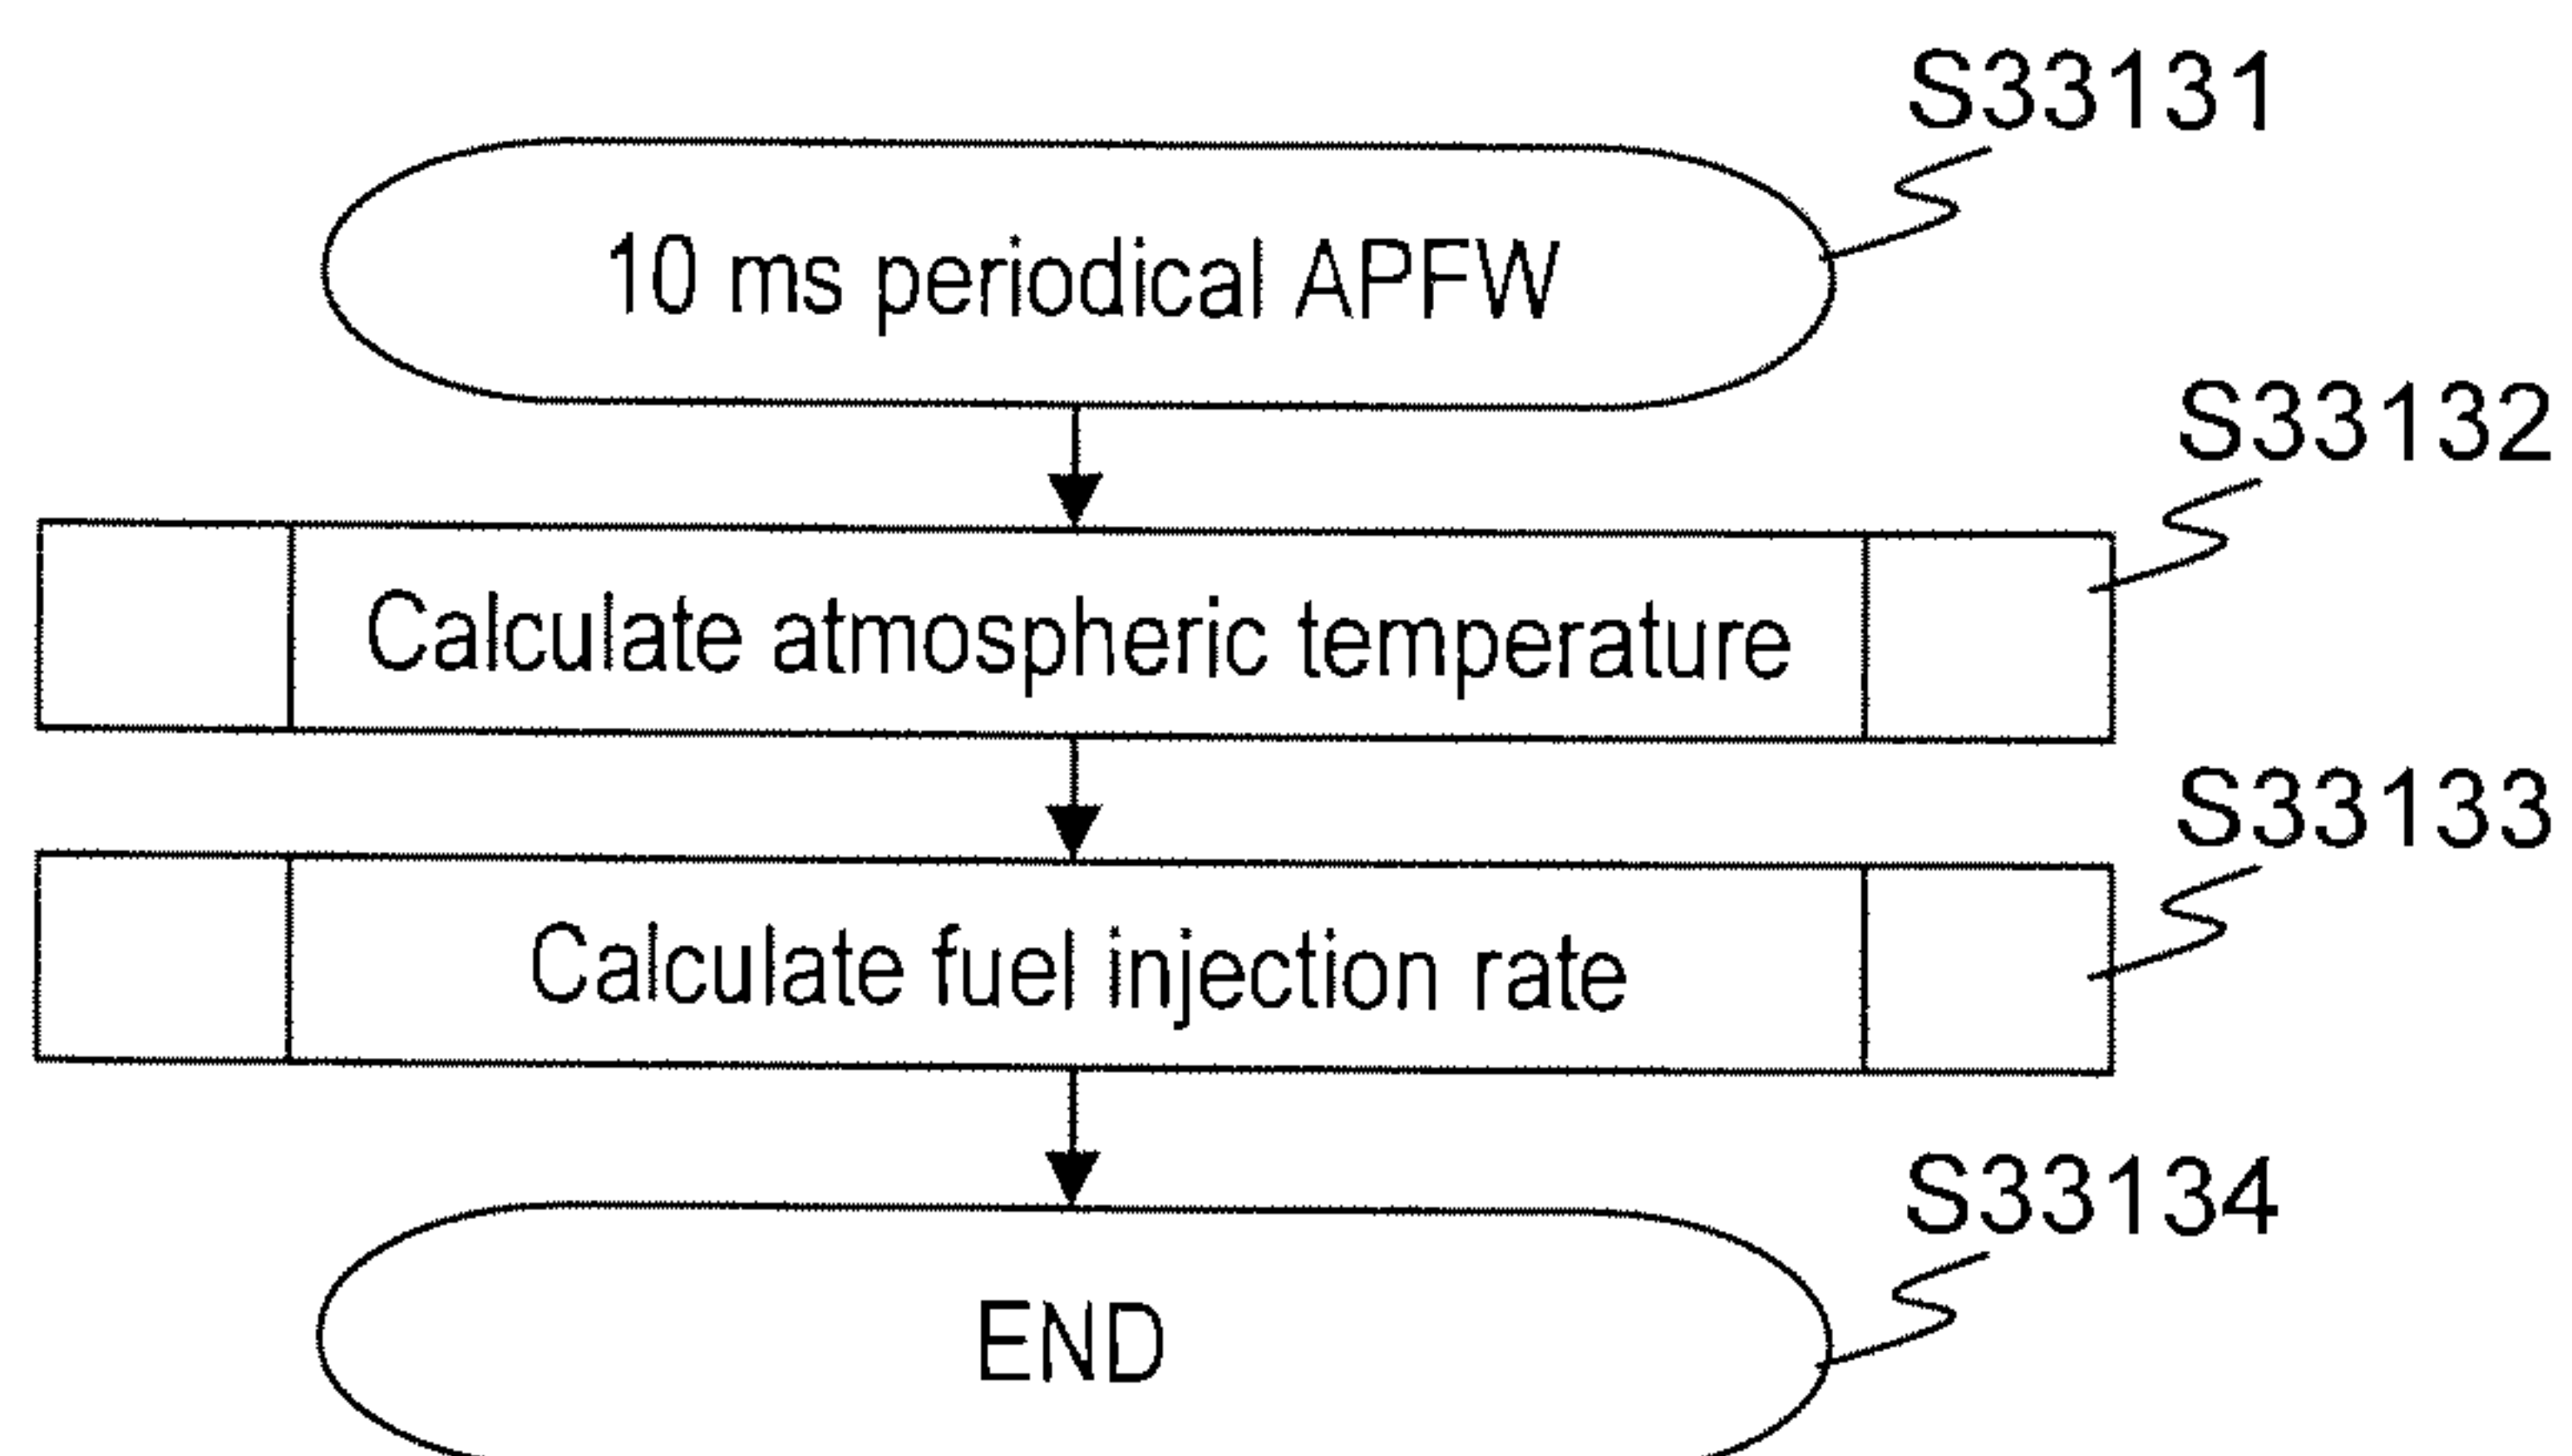 S33131
10 ms periodical APFW
S33132
Calculate atmospheric temperature
S33133
Calculate fuel injection rate
S33134
END